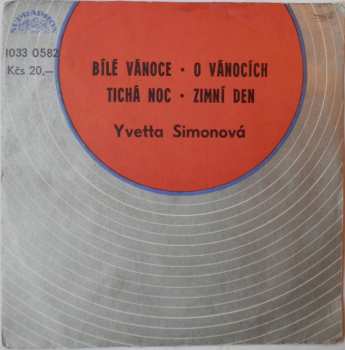 SUPRAPHON
1033 0582
Kčs 20,—
BÍLÉ VÁNOCE • O VÁNOCÍCH
TICHÁ NOC • ZIMNÍ DEN
Yvetta Simonová